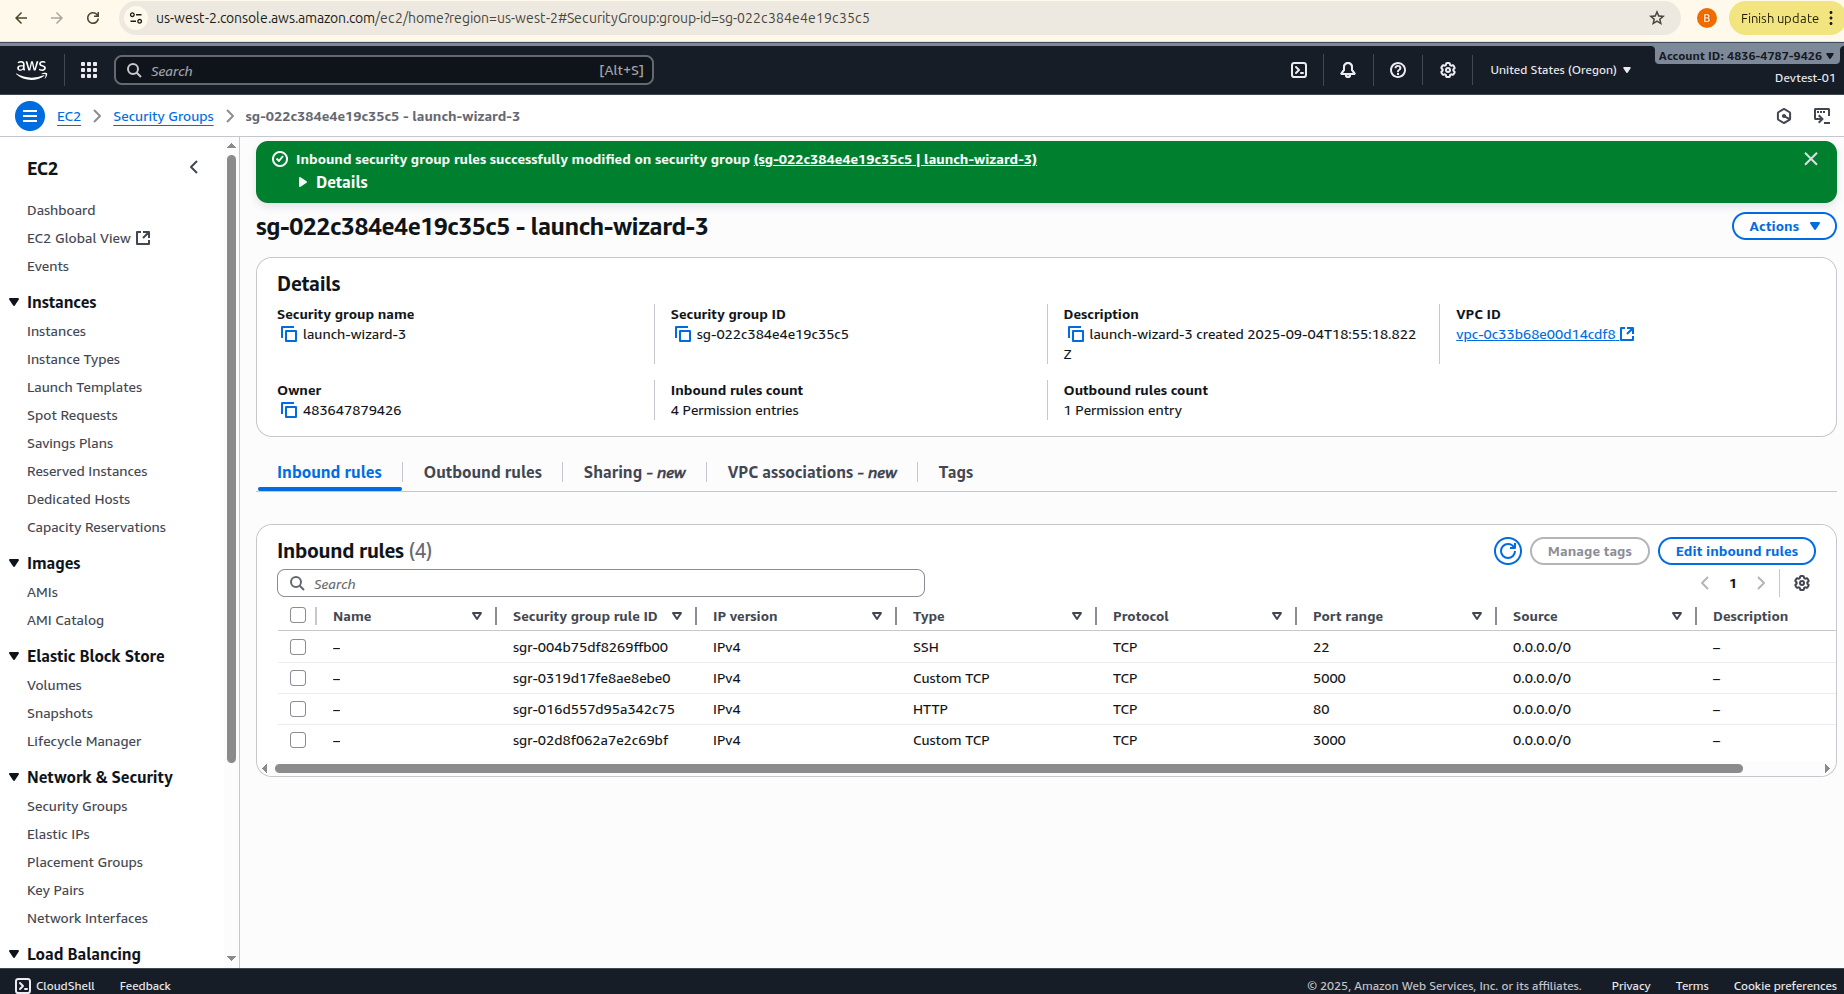 us-west-2.console.aws.amazon.com/ec2/home?region=us-west-2#SecurityGroup:group-id=sg-022c384e4e19c35c5
B
Finish update
aws
Search
[Alt+S]
United States (Oregon)
Account ID: 4836-4787-9426
Devtest-01
EC2
Security Groups
sg-022c384e4e19c35c5 - launch-wizard-3
EC2
Dashboard
EC2 Global View
Events
Instances
Instances
Instance Types
Launch Templates
Spot Requests
Savings Plans
Reserved Instances
Dedicated Hosts
Capacity Reservations
Images
AMIs
AMI Catalog
Elastic Block Store
Volumes
Snapshots
Lifecycle Manager
Network & Security
Security Groups
Elastic IPs
Placement Groups
Key Pairs
Network Interfaces
Load Balancing
Inbound security group rules successfully modified on security group (sg-022c384e4e19c35c5 | launch-wizard-3)
Details
sg-022c384e4e19c35c5 - launch-wizard-3
Actions
Details
Security group name
launch-wizard-3
Security group ID
sg-022c384e4e19c35c5
Description
launch-wizard-3 created 2025-09-04T18:55:18.822
Z
VPC ID
vpc-0c33b68e00d14cdf8
Owner
483647879426
Inbound rules count
4 Permission entries
Outbound rules count
1 Permission entry
Inbound rules
Outbound rules
Sharing - new
VPC associations - new
Tags
Inbound rules (4)
Manage tags
Edit inbound rules
Search
1
Name Security group rule ID IP version Type Protocol Port range Source Description
– sgr-004b75df8269ffb00 IPv4 SSH TCP 22 0.0.0.0/0 –
– sgr-0319d17fe8ae8ebe0 IPv4 Custom TCP TCP 5000 0.0.0.0/0 –
– sgr-016d557d95a342c75 IPv4 HTTP TCP 80 0.0.0.0/0 –
– sgr-02d8f062a7e2c69bf IPv4 Custom TCP TCP 3000 0.0.0.0/0 –
CloudShell
Feedback
© 2025, Amazon Web Services, Inc. or its affiliates.
Privacy
Terms
Cookie preferences